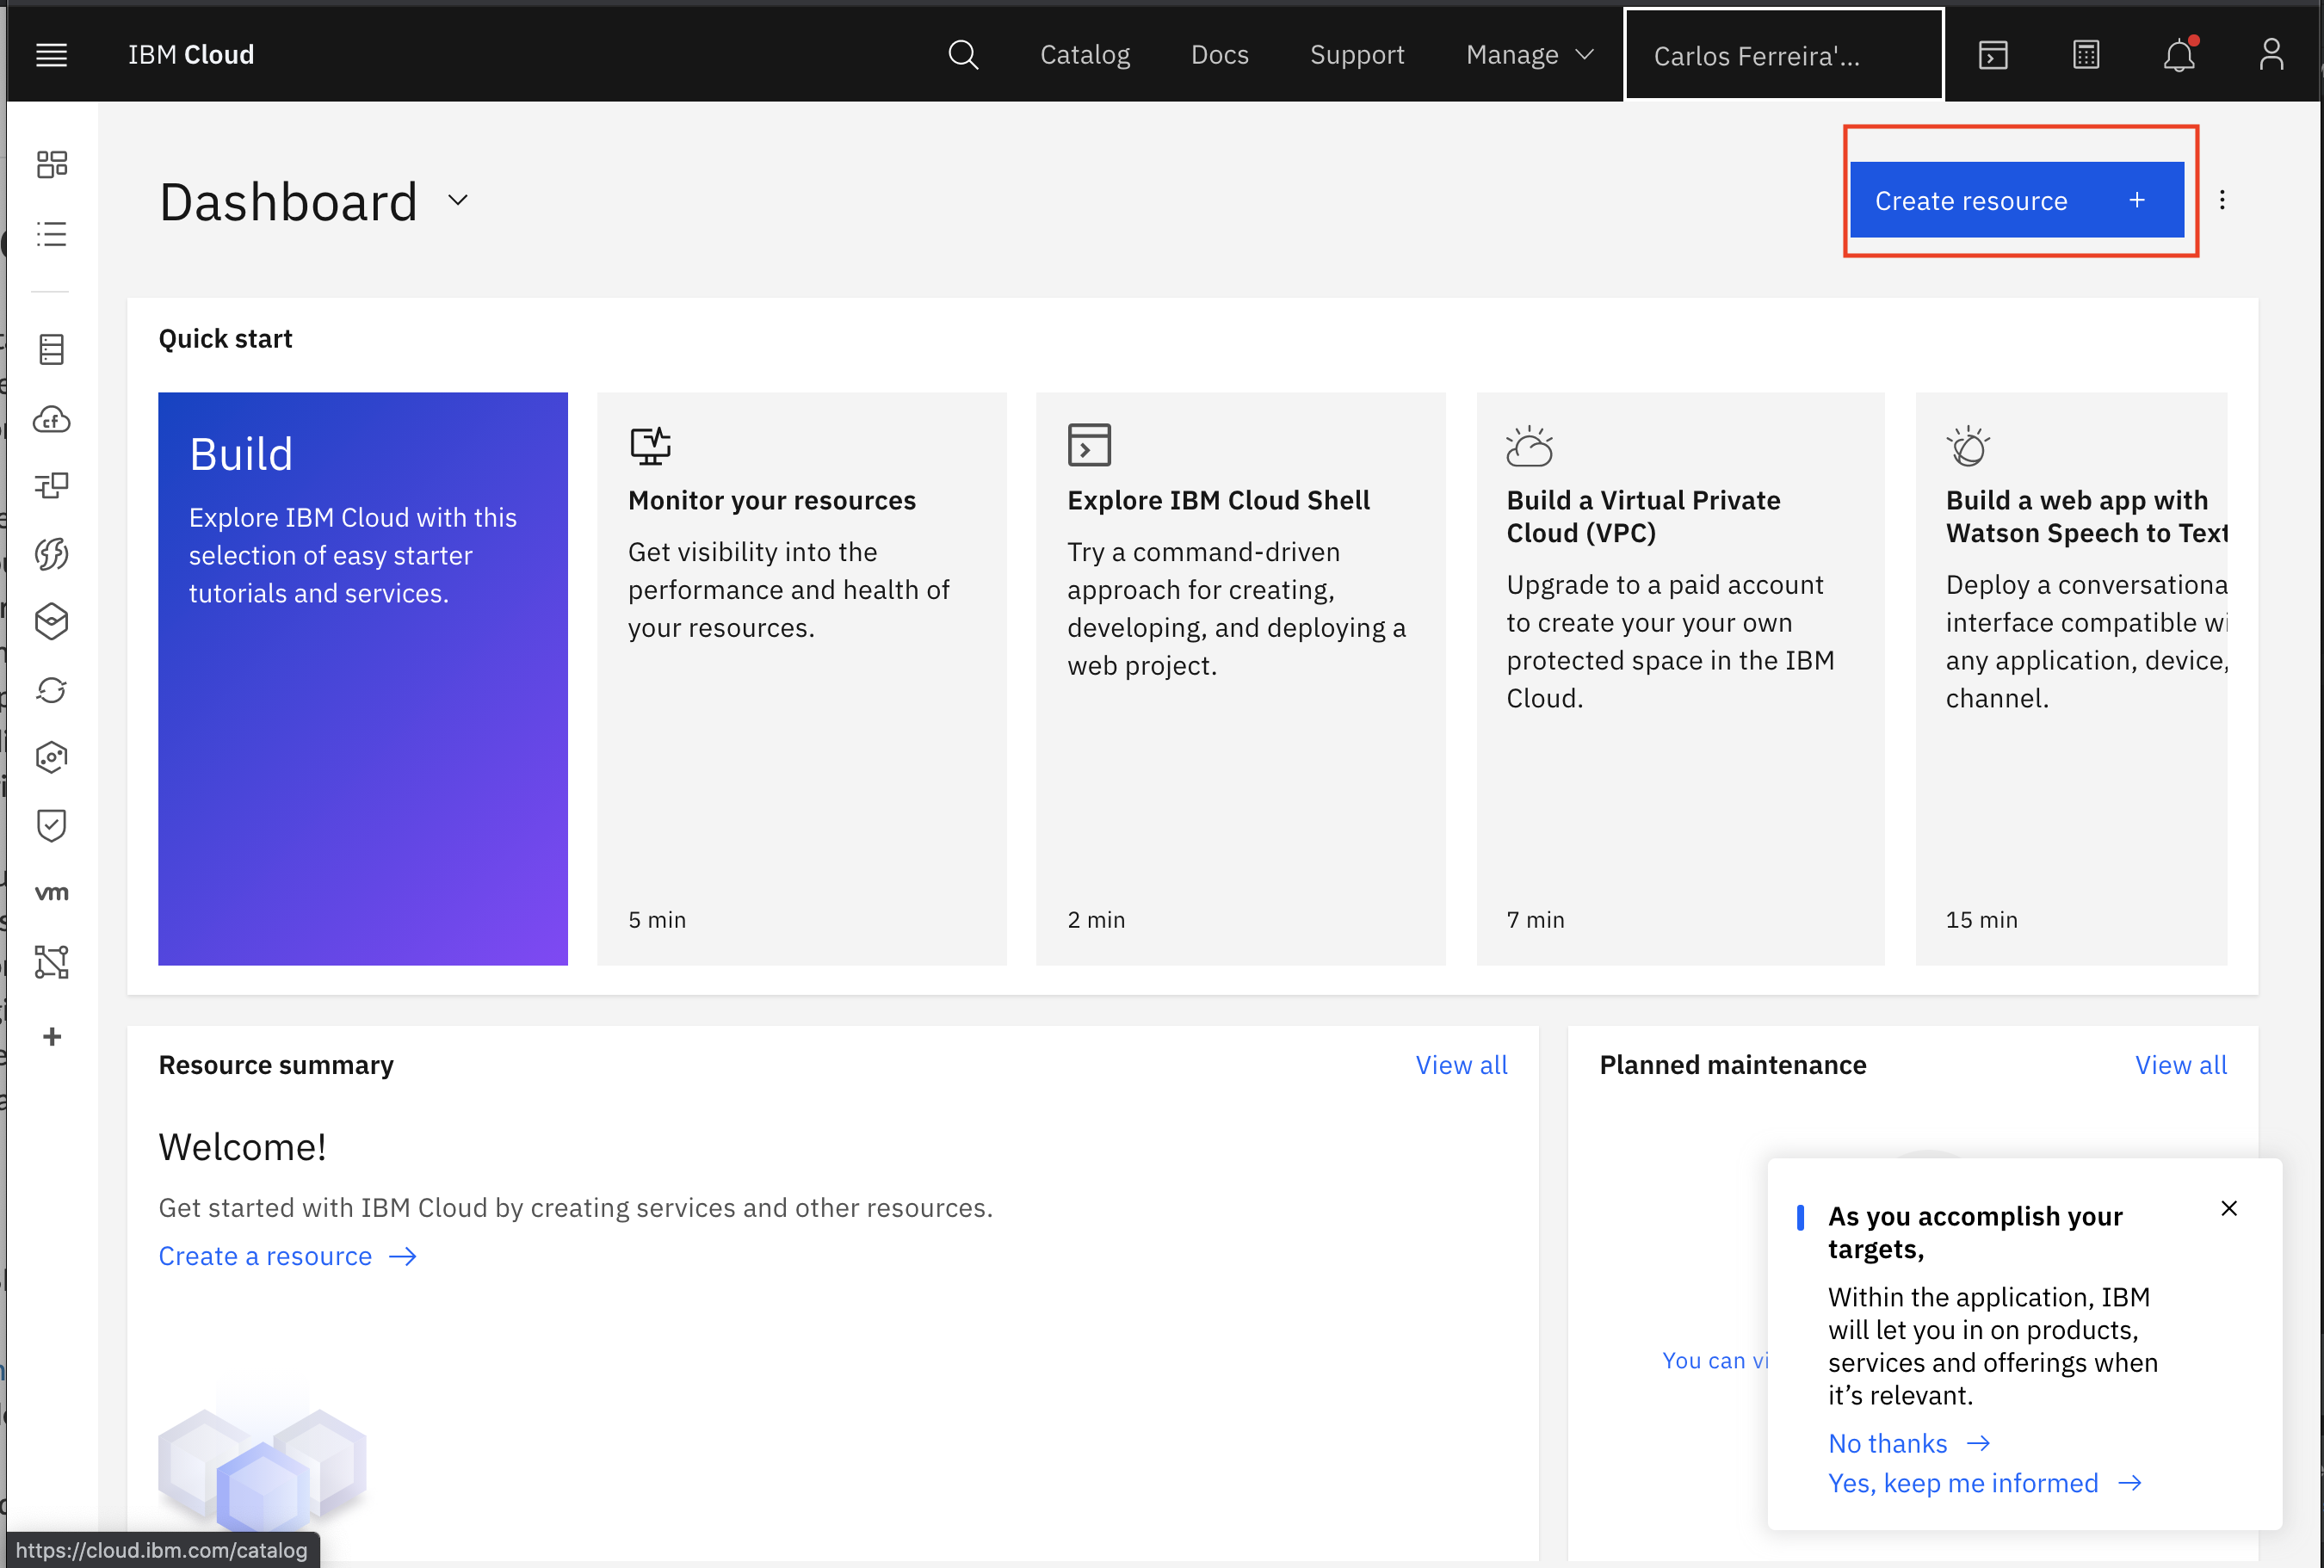 IBM Cloud
Catalog
Docs
Support
Manage
Carlos Ferreira'...
Dashboard
Create resource +
Quick start
Build
Explore IBM Cloud with this
selection of easy starter
tutorials and services.
Monitor your resources
Get visibility into the
performance and health of
your resources.
5 min
Explore IBM Cloud Shell
Try a command-driven
approach for creating,
developing, and deploying a
web project.
2 min
Build a Virtual Private
Cloud (VPC)
Upgrade to a paid account
to create your your own
protected space in the IBM
Cloud.
7 min
Build a web app with
Watson Speech to Text
Deploy a conversationa
interface compatible wi
any application, device,
channel.
15 min
cf
vm
Resource summary
View all
Welcome!
Get started with IBM Cloud by creating services and other resources.
Create a resource →
Planned maintenance
View all
You can vi
As you accomplish your
targets,
Within the application, IBM
will let you in on products,
services and offerings when
it’s relevant.
No thanks →
Yes, keep me informed →
https://cloud.ibm.com/catalog